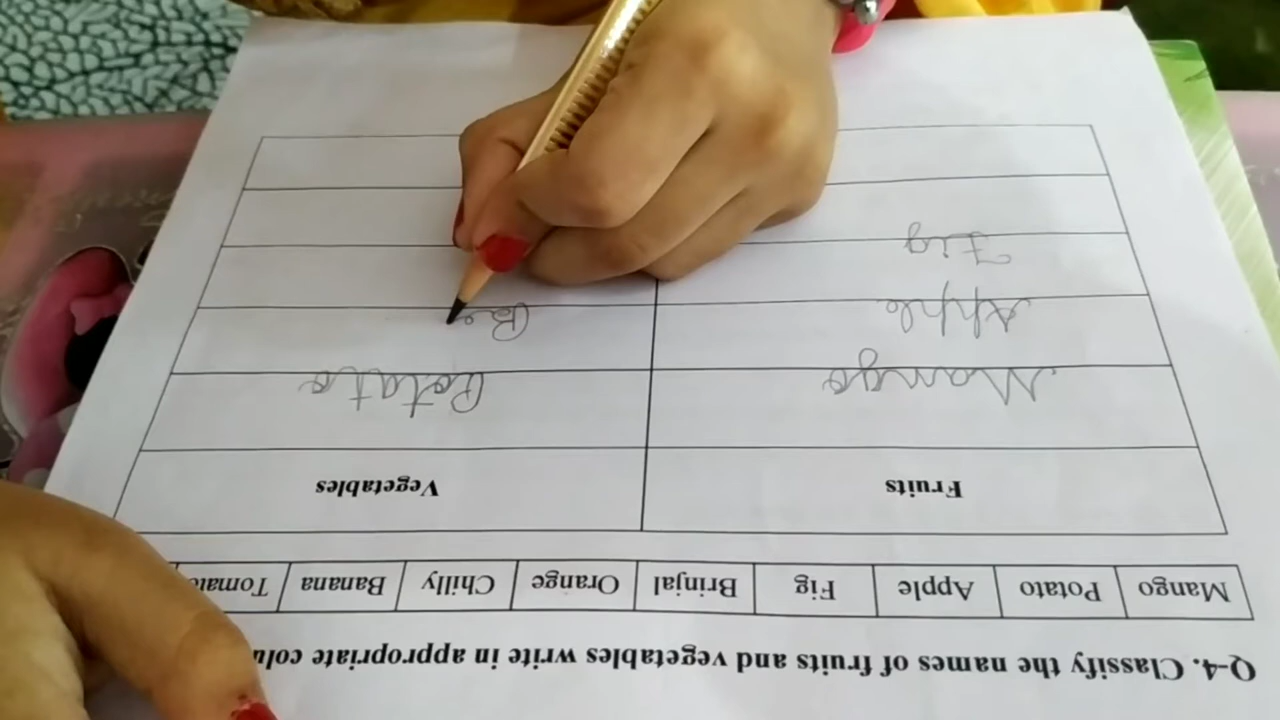 Q-4. Classify the names of fruits and vegetables write in appropriate
Mango Potato Apple Fig Brinjal Orange Chilly Banana
Fruits Vegetables
Mango Potato
Apple
Fig